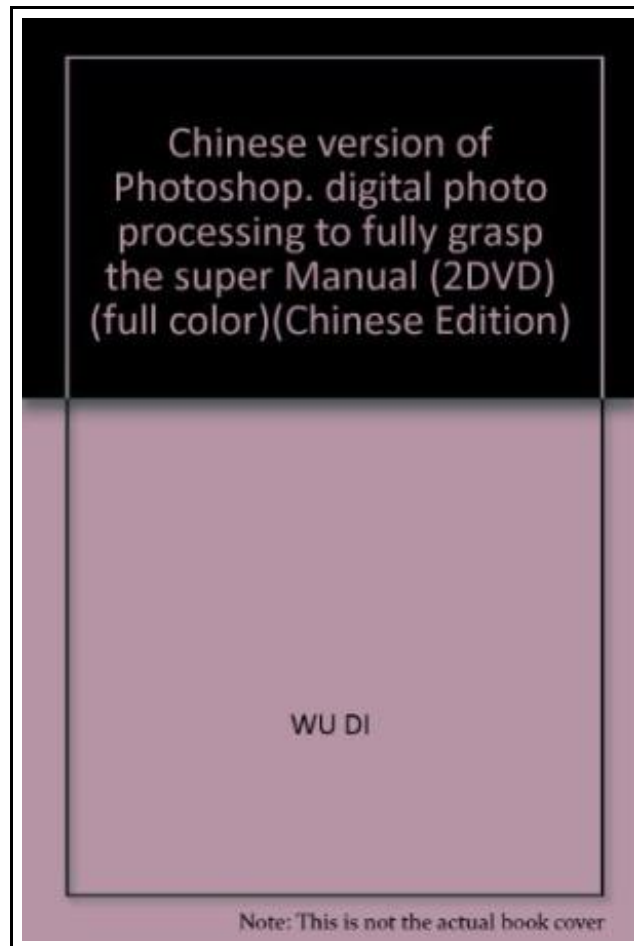 Chinese version of
Photoshop. digital photo
processing to fully grasp
the super Manual (2DVD)
(full color)(Chinese Edition)
WU DI
Note: This is not the actual book cover